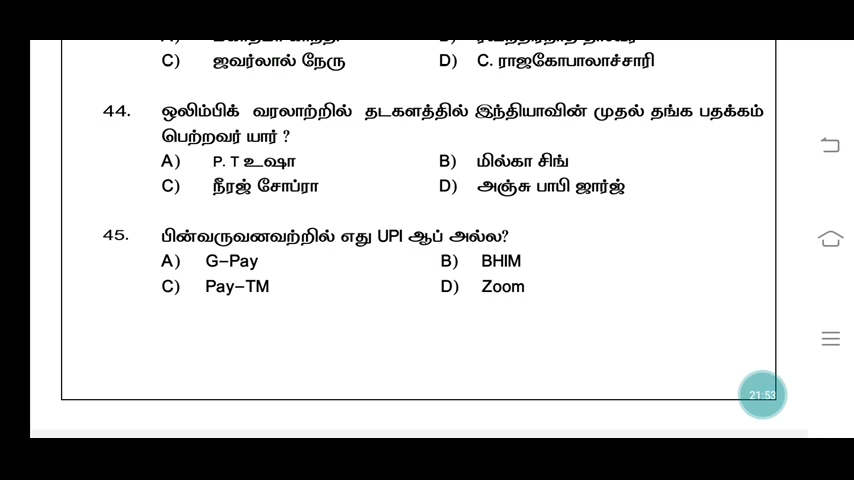 C) ஜவர்லால் நேரு D) C. ராஜகோபாலாச்சாரி
44. ஒலிம்பிக் வரலாற்றில் தடகளத்தில் இந்தியாவின் முதல் தங்க பதக்கம்
பெற்றவர் யார் ?
A) P. T உஷா B) மில்கா சிங்
C) நீரஜ் சோப்ரா D) அஞ்சு பாபி ஜார்ஜ்
45. பின்வருவனவற்றில் எது UPI ஆப் அல்ல?
A) G–Pay B) BHIM
C) Pay–TM D) Zoom
21:53